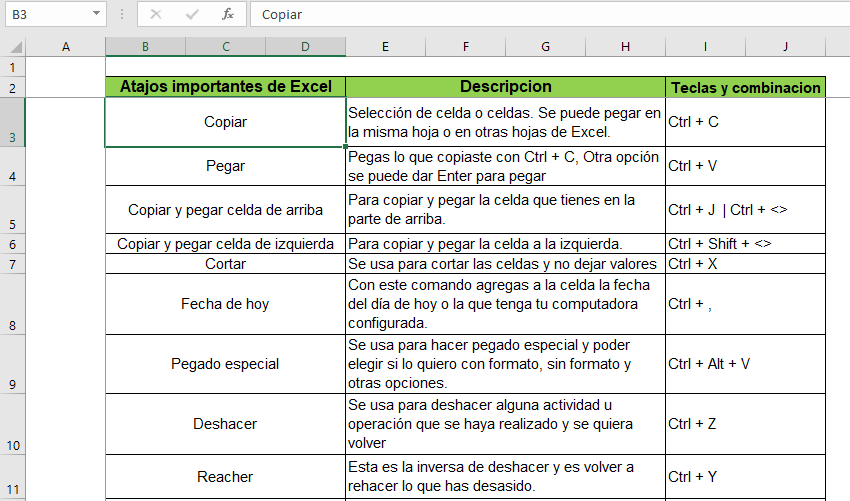 B3 fx Copiar
A B C D E F G H I J
1
2 Atajos importantes de Excel Descripcion Teclas y combinacion
3 Copiar Selección de celda o celdas. Se puede pegar en
la misma hoja o en otras hojas de Excel. Ctrl + C
4 Pegar Pegas lo que copiaste con Ctrl + C, Otra opción
se puede dar Enter para pegar Ctrl + V
5 Copiar y pegar celda de arriba Para copiar y pegar la celda que tienes en la
parte de arriba. Ctrl + J | Ctrl + <>
6 Copiar y pegar celda de izquierda Para copiar y pegar la celda a la izquierda. Ctrl + Shift + <>
7 Cortar Se usa para cortar las celdas y no dejar valores Ctrl + X
8 Fecha de hoy Con este comando agregas a la celda la fecha
del día de hoy o la que tenga tu computadora
configurada. Ctrl + ,
9 Pegado especial Se usa para hacer pegado especial y poder
elegir si lo quiero con formato, sin formato y
otras opciones. Ctrl + Alt + V
10 Deshacer Se usa para deshacer alguna actividad u
operación que se haya realizado y se quiera
volver Ctrl + Z
11 Reacher Esta es la inversa de deshacer y es volver a
rehacer lo que has desasido. Ctrl + Y